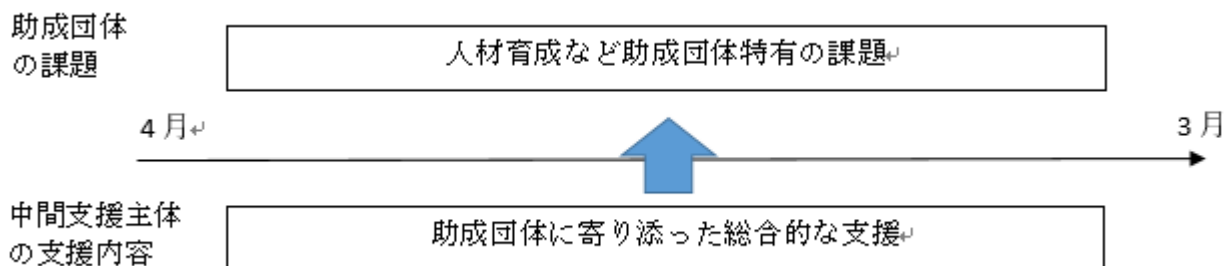 助成団体
の課題
人材育成など助成団体特有の課題↵
4月↵
3月
中間支援主体
の支援内容
助成団体に寄り添った総合的な支援↵